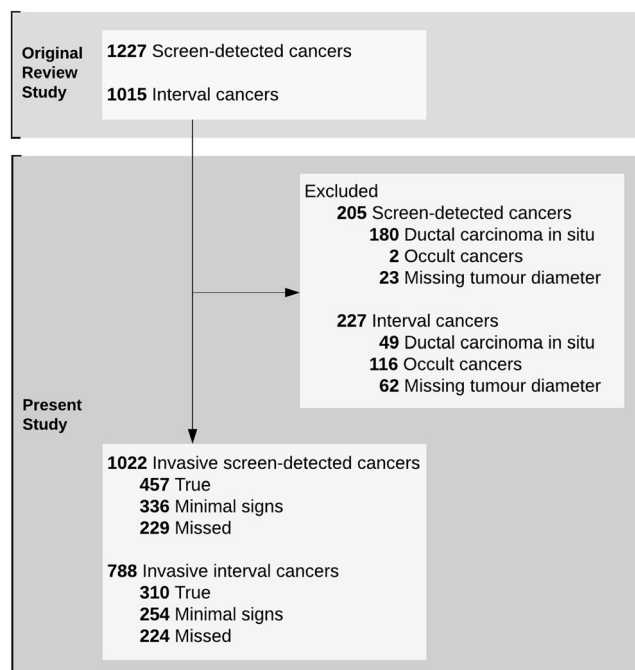 Original
Review
Study
1227 Screen-detected cancers
1015 Interval cancers
Excluded
205 Screen-detected cancers
180 Ductal carcinoma in situ
2 Occult cancers
23 Missing tumour diameter
227 Interval cancers
49 Ductal carcinoma in situ
116 Occult cancers
62 Missing tumour diameter
Present
Study
1022 Invasive screen-detected cancers
457 True
336 Minimal signs
229 Missed
788 Invasive interval cancers
310 True
254 Minimal signs
224 Missed